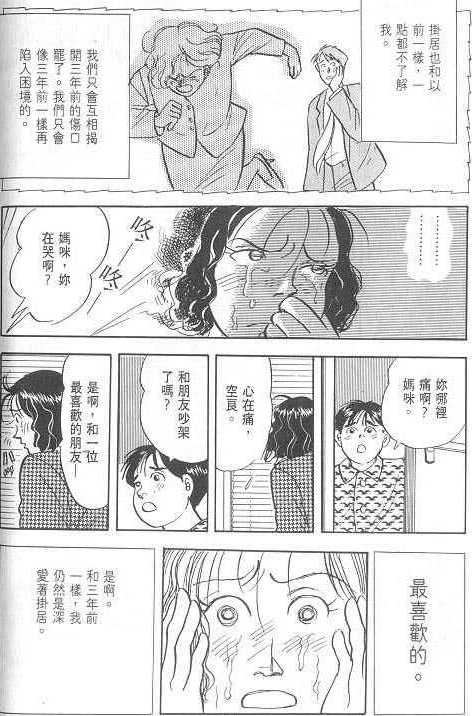 掛居也和以
前一樣，一
點都不了解
我。
我們只會互相揭
開三年前的傷口
罷了。我們只會
像三年前一樣再
陷入困境的。
………
………
咚
咚
媽咪，妳
在哭啊？
妳哪裡
痛啊？
媽咪。
心在痛，
空良。
和朋友吵架
了嗎？
是啊，和一位
最喜歡的朋友—
最喜歡的。
是啊。
和三年前
一樣，我
仍然是深
愛著掛居。